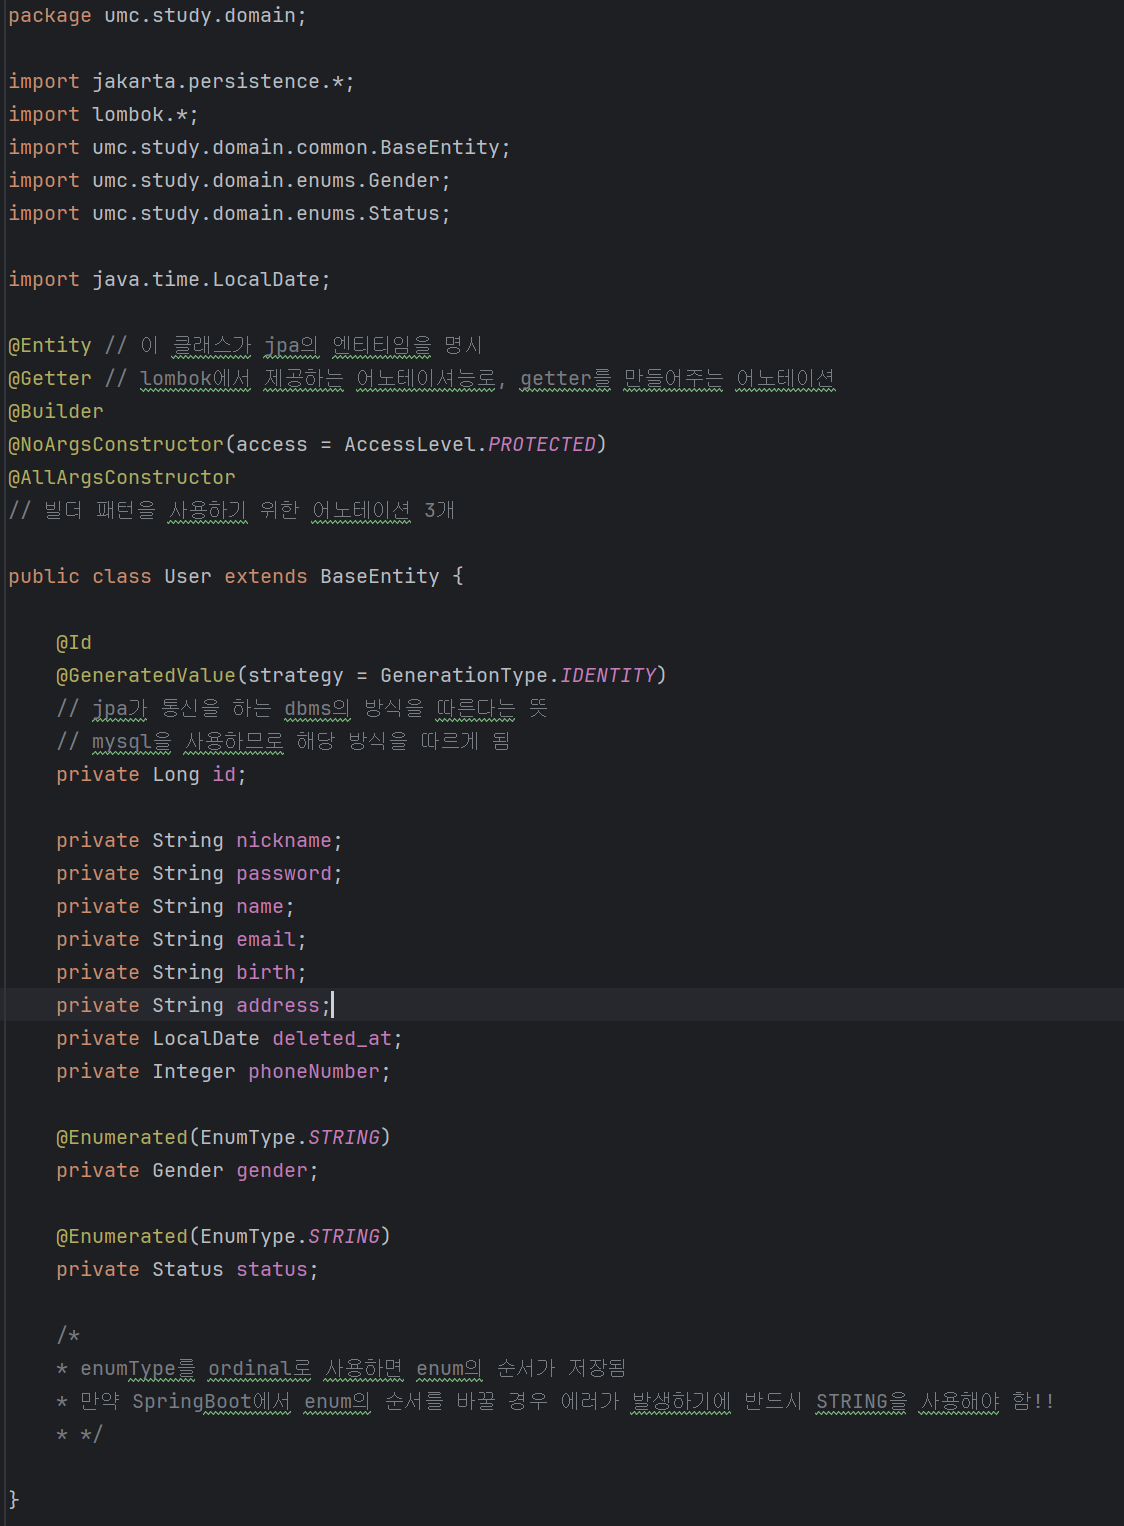 package umc.study.domain;
import jakarta.persistence.*;
import lombok.*;
import umc.study.domain.common.BaseEntity;
import umc.study.domain.enums.Gender;
import umc.study.domain.enums.Status;
import java.time.LocalDate;
@Entity // 이 클래스가 jpa의 엔티티임을 명시
@Getter // lombok에서 제공하는 어노테이셔능로, getter를 만들어주는 어노테이션
@Builder
@NoArgsConstructor(access = AccessLevel.PROTECTED)
@AllArgsConstructor
// 빌더 패턴을 사용하기 위한 어노테이션 3개
public class User extends BaseEntity {
@Id
@GeneratedValue(strategy = GenerationType.IDENTITY)
// jpa가 통신을 하는 dbms의 방식을 따른다는 뜻
// mysql을 사용하므로 해당 방식을 따르게 됨
private Long id;
private String nickname;
private String password;
private String name;
private String email;
private String birth;
private String address;
private LocalDate deleted_at;
private Integer phoneNumber;
@Enumerated(EnumType.STRING)
private Gender gender;
@Enumerated(EnumType.STRING)
private Status status;
/*
* enumType를 ordinal로 사용하면 enum의 순서가 저장됨
* 만약 SpringBoot에서 enum의 순서를 바꿀 경우 에러가 발생하기에 반드시 STRING을 사용해야 함!!
* */
}